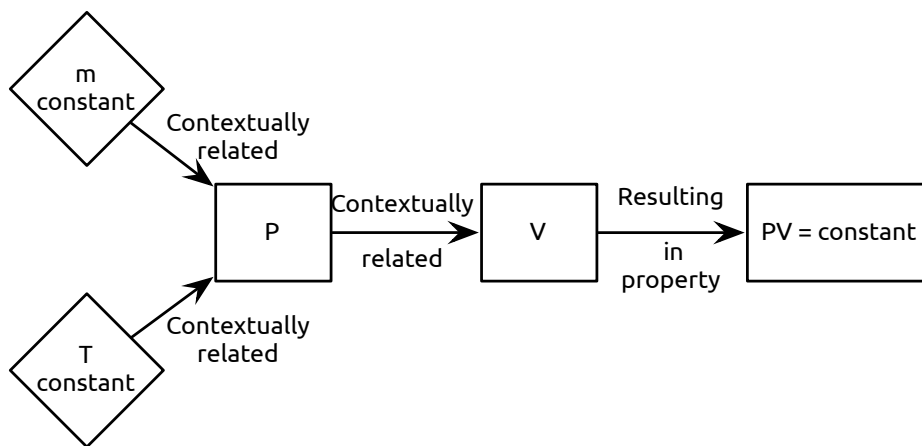 m
constant
Contextually
related
P
Contextually
related
V
Resulting
in
property
PV = constant
Contextually
related
T
constant